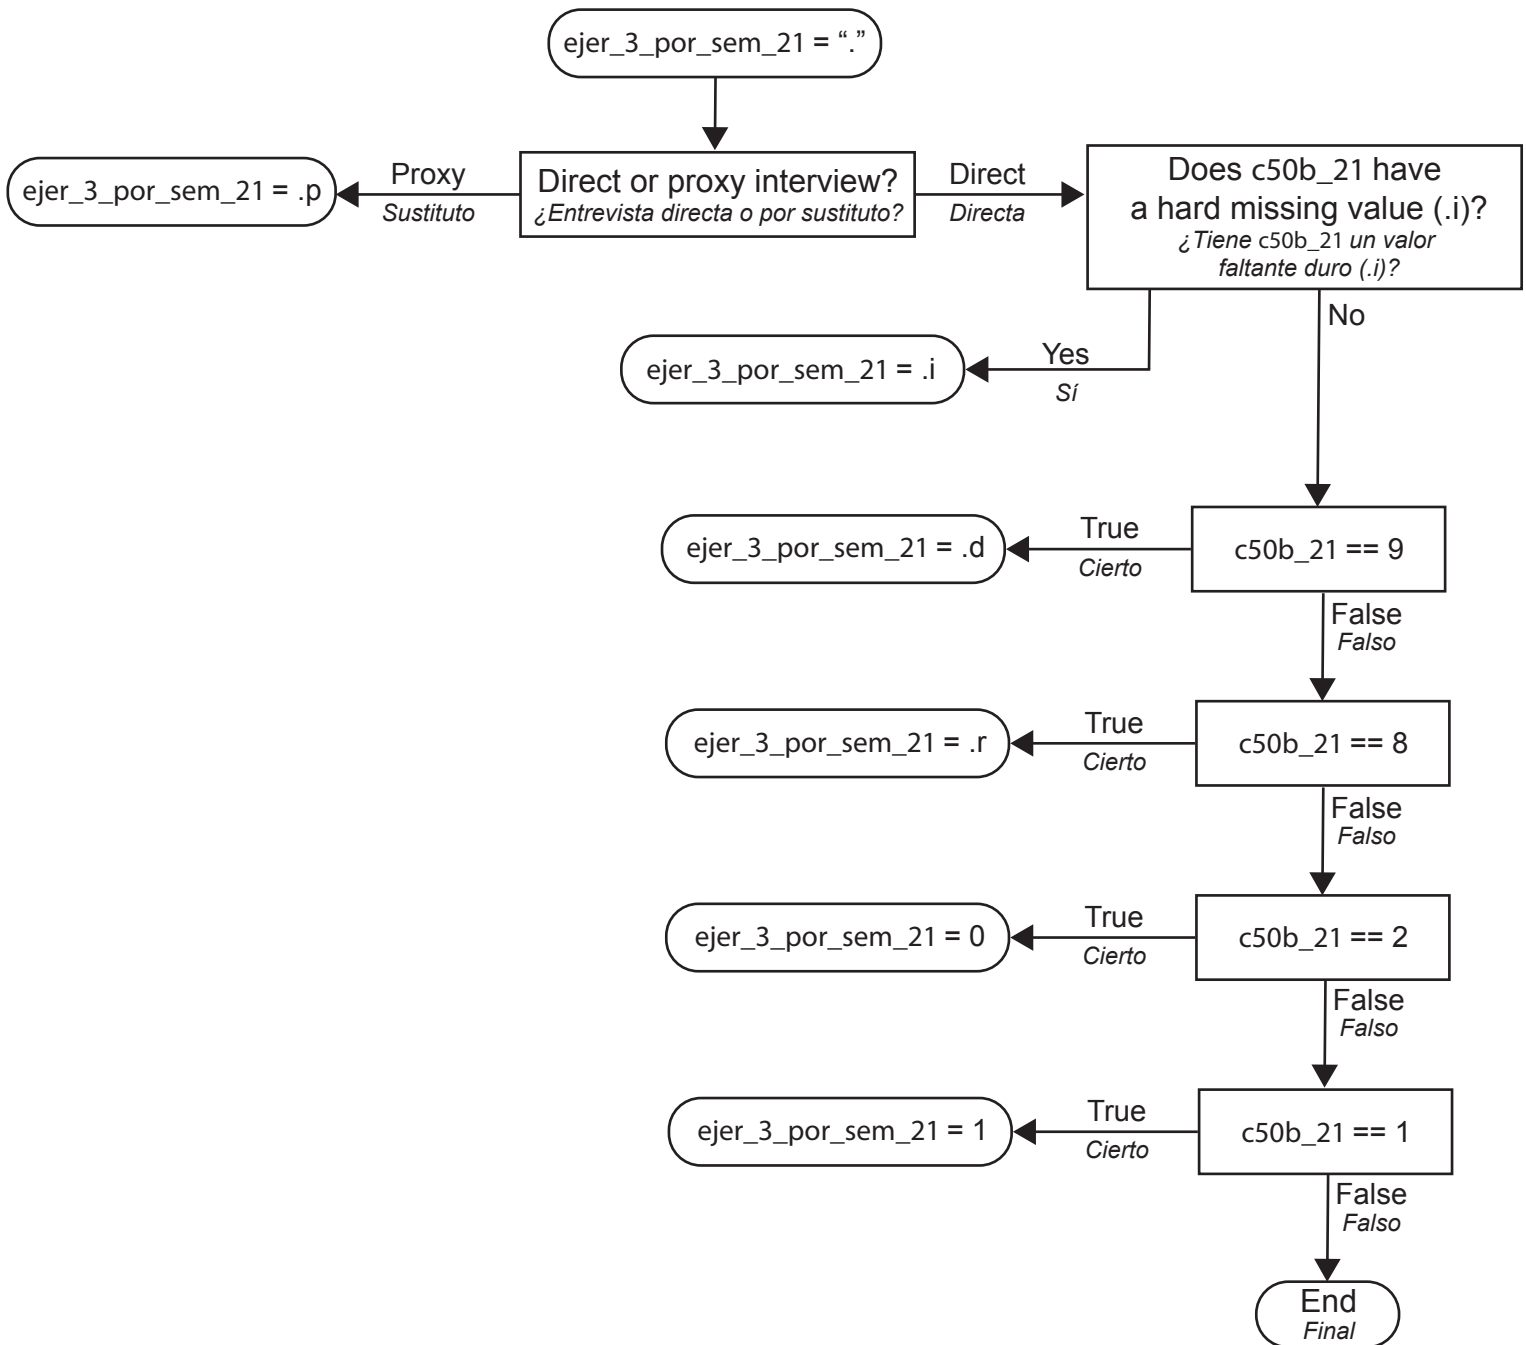 ejer_3_por_sem_21 = “.”
ejer_3_por_sem_21 = .p
Proxy
Sustituto
Direct or proxy interview?
¿Entrevista directa o por sustituto?
Direct
Directa
Does c50b_21 have
a hard missing value (.i)?
¿Tiene c50b_21 un valor
faltante duro (.i)?
No
ejer_3_por_sem_21 = .i
Yes
Sí
ejer_3_por_sem_21 = .d
True
Cierto
c50b_21 == 9
False
Falso
ejer_3_por_sem_21 = .r
True
Cierto
c50b_21 == 8
False
Falso
ejer_3_por_sem_21 = 0
True
Cierto
c50b_21 == 2
False
Falso
ejer_3_por_sem_21 = 1
True
Cierto
c50b_21 == 1
False
Falso
End
Final